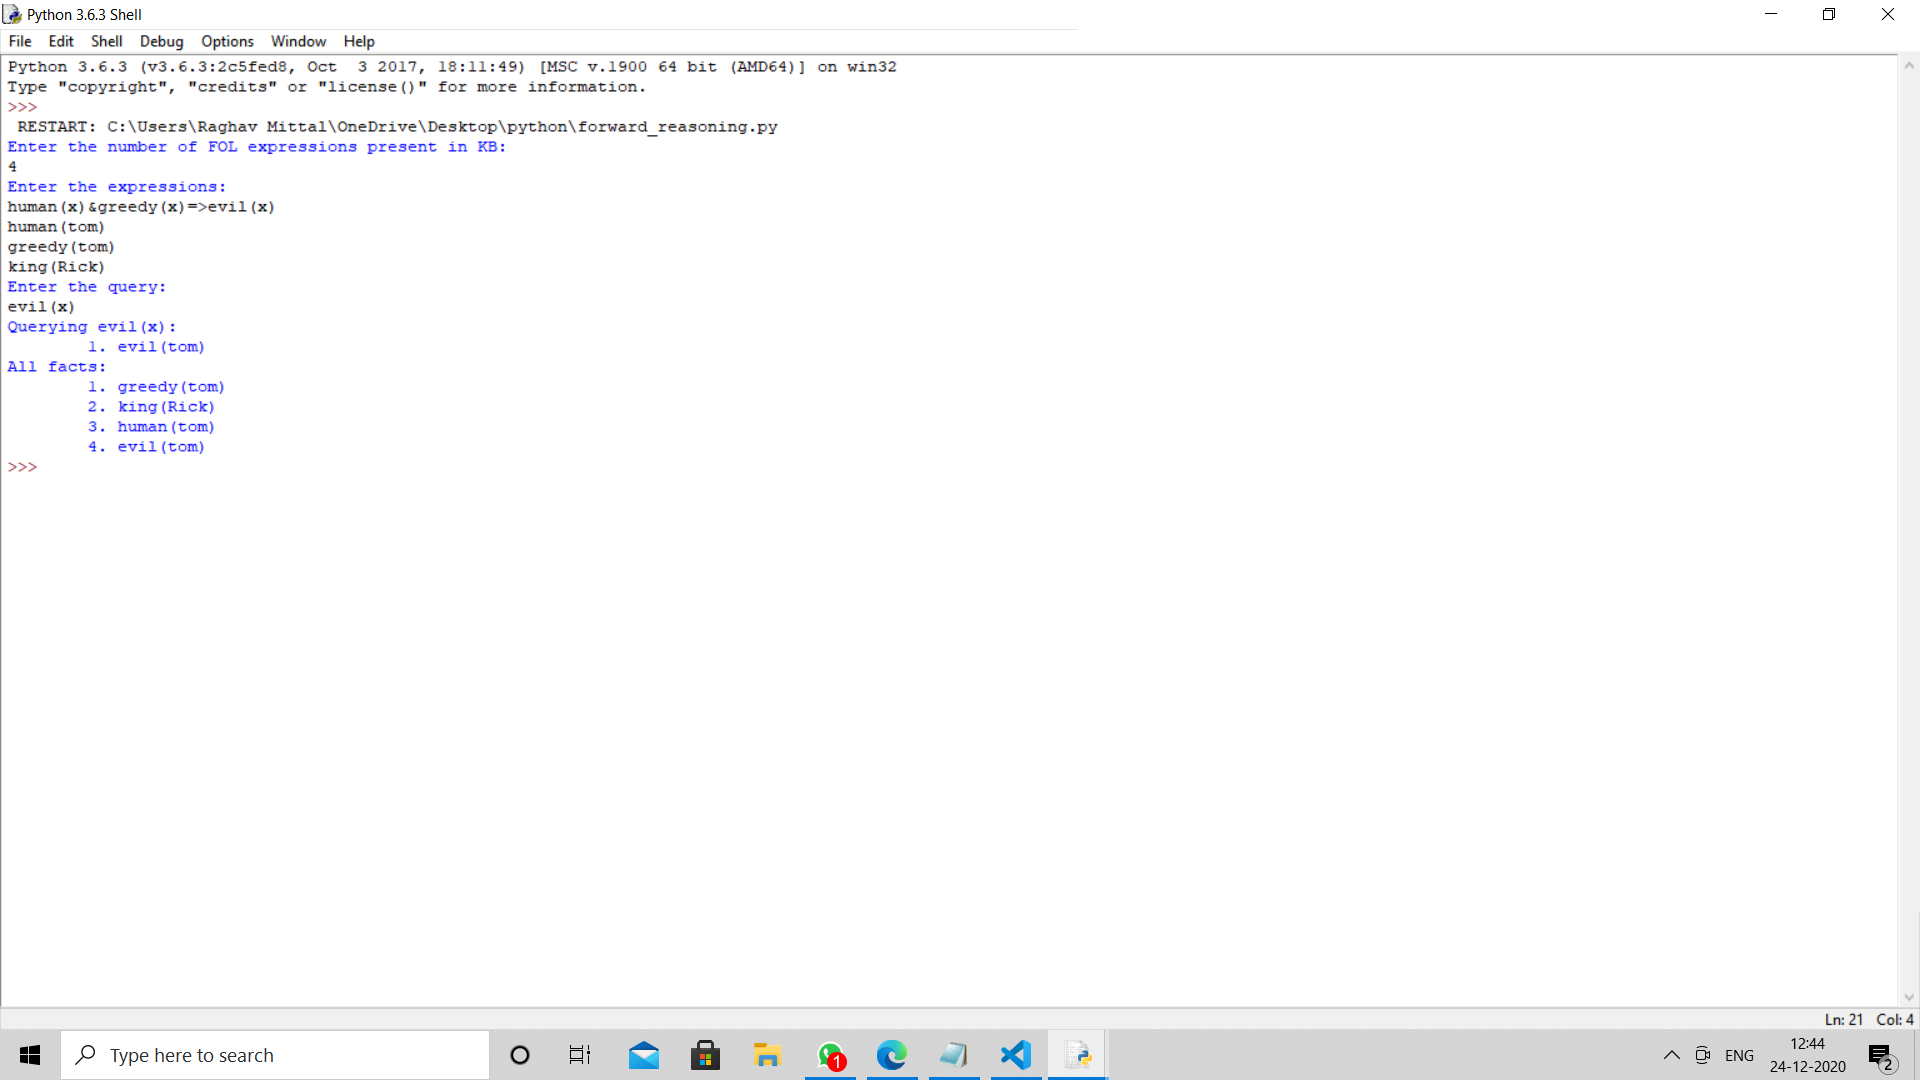 Python 3.6.3 Shell
File Edit Shell Debug Options Window Help
Python 3.6.3 (v3.6.3:2c5fed8, Oct  3 2017, 18:11:49) [MSC v.1900 64 bit (AMD64)] on win32
Type "copyright", "credits" or "license()" for more information.
>>>
 RESTART: C:\Users\Raghav Mittal\OneDrive\Desktop\python\forward_reasoning.py
Enter the number of FOL expressions present in KB:
4
Enter the expressions:
human(x)&greedy(x)=>evil(x)
human(tom)
greedy(tom)
king(Rick)
Enter the query:
evil(x)
Querying evil(x):
        1. evil(tom)
All facts:
        1. greedy(tom)
        2. king(Rick)
        3. human(tom)
        4. evil(tom)
>>>
Ln: 21 Col: 4
Type here to search
1
ENG
12:44
24-12-2020
2